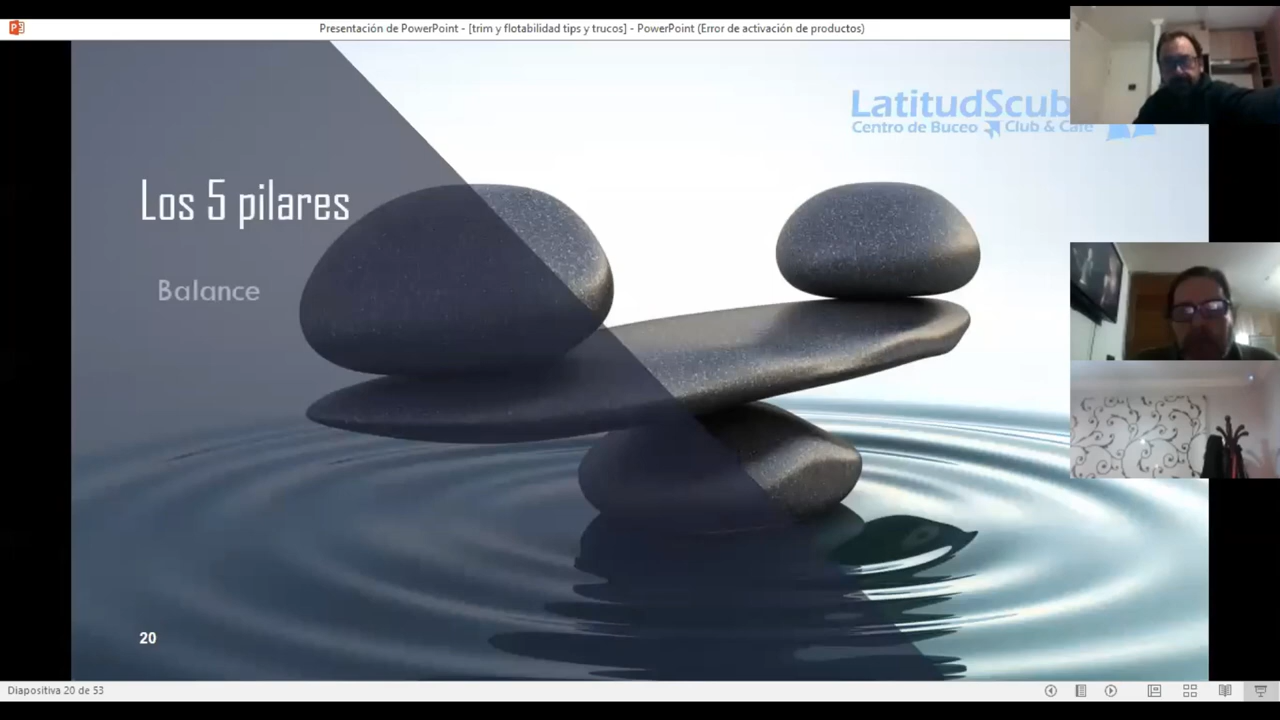 Presentación de PowerPoint - [trim y flotabilidad tips y trucos] - PowerPoint (Error de activación de productos)
LatitudScub
Centro de Buceo Club & Café
Los 5 pilares
Balance
20
Diapositiva 20 de 53